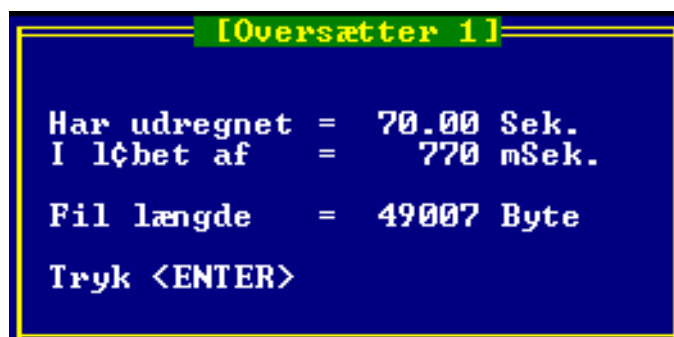 [Oversætter 1]
Har udregnet = 70.00 Sek.
I l¢bet af = 770 mSek.
Fil længde = 49007 Byte
Tryk <ENTER>